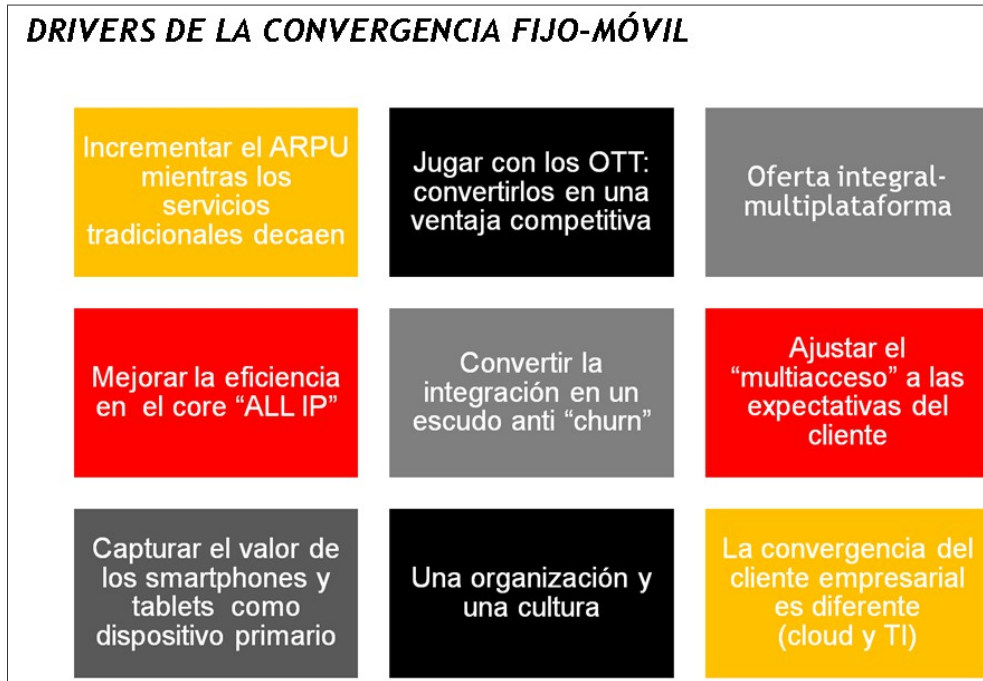 DRIVERS DE LA CONVERGENCIA FIJO-MÓVIL
Incrementar el ARPU
mientras los
servicios
tradicionales decaen
Jugar con los OTT:
convertirlos en una
ventaja competitiva
Oferta integral-
multiplataforma
Mejorar la eficiencia
en el core “ALL IP”
Convertir la
integración en un
escudo anti “churn”
Ajustar el
“multiacceso” a las
expectativas del
cliente
Capturar el valor de
los smartphones y
tablets como
dispositivo primario
Una organización y
una cultura
La convergencia del
cliente empresarial
es diferente
(cloud y TI)